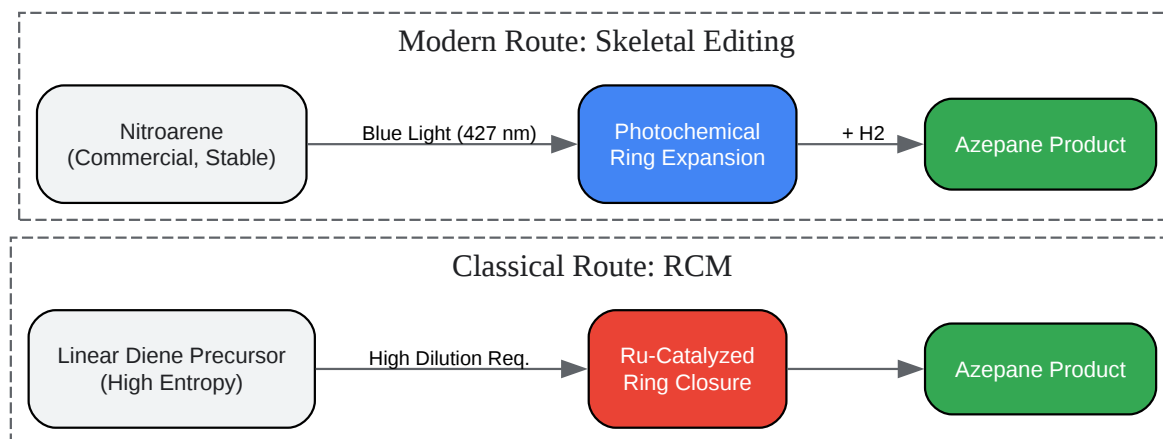 Modern Route: Skeletal Editing
Nitroarene
(Commercial, Stable)
Blue Light (427 nm)
Photochemical
Ring Expansion
+ H2
Azepane Product
Classical Route: RCM
Linear Diene Precursor
(High Entropy)
High Dilution Req.
Ru-Catalyzed
Ring Closure
Azepane Product